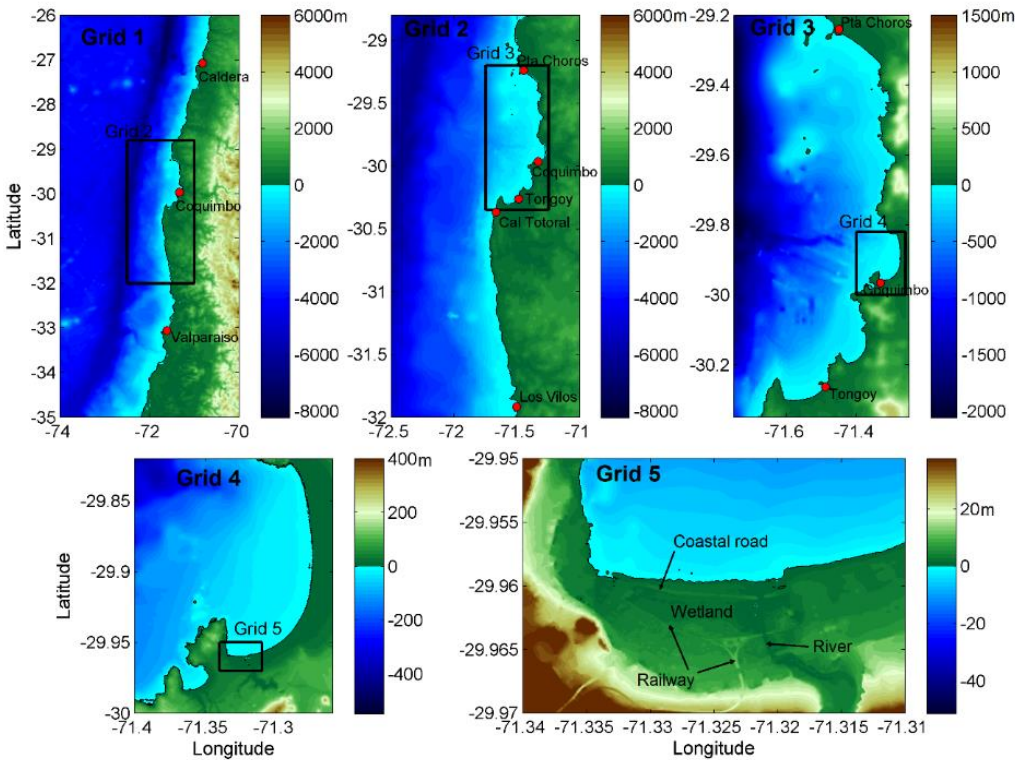 Grid 1
Latitude
-26
-27
-28
-29
-30
-31
-32
-33
-34
-35
-74
-72
-70
Caldera
Grid 2
Coquimbo
Valparaiso
6000m
4000
2000
0
-2000
-4000
-6000
-8000
Grid 2
-29
-29.5
-30
-30.5
-31
-31.5
-32
-72.5
-72
-71.5
-71
Grid 3
Pta Choros
Coquimbo
Tongoy
Cal Totoral
Los Vilos
6000m
4000
2000
0
-2000
-4000
-6000
-8000
Grid 3
-29.2
-29.4
-29.6
-29.8
-30
-30.2
-71.6
-71.4
Pta Choros
Grid 4
Coquimbo
Tongoy
1500m
1000
500
0
-500
-1000
-1500
-2000
Grid 4
Latitude
-29.85
-29.9
-29.95
-30
-71.4
-71.35
-71.3
Longitude
Grid 5
400m
200
0
-200
-400
Grid 5
-29.95
-29.955
-29.96
-29.965
-29.97
-71.34
-71.335
-71.33
-71.325
-71.32
-71.315
-71.31
Longitude
Coastal road
Wetland
River
Railway
20m
0
-20
-40